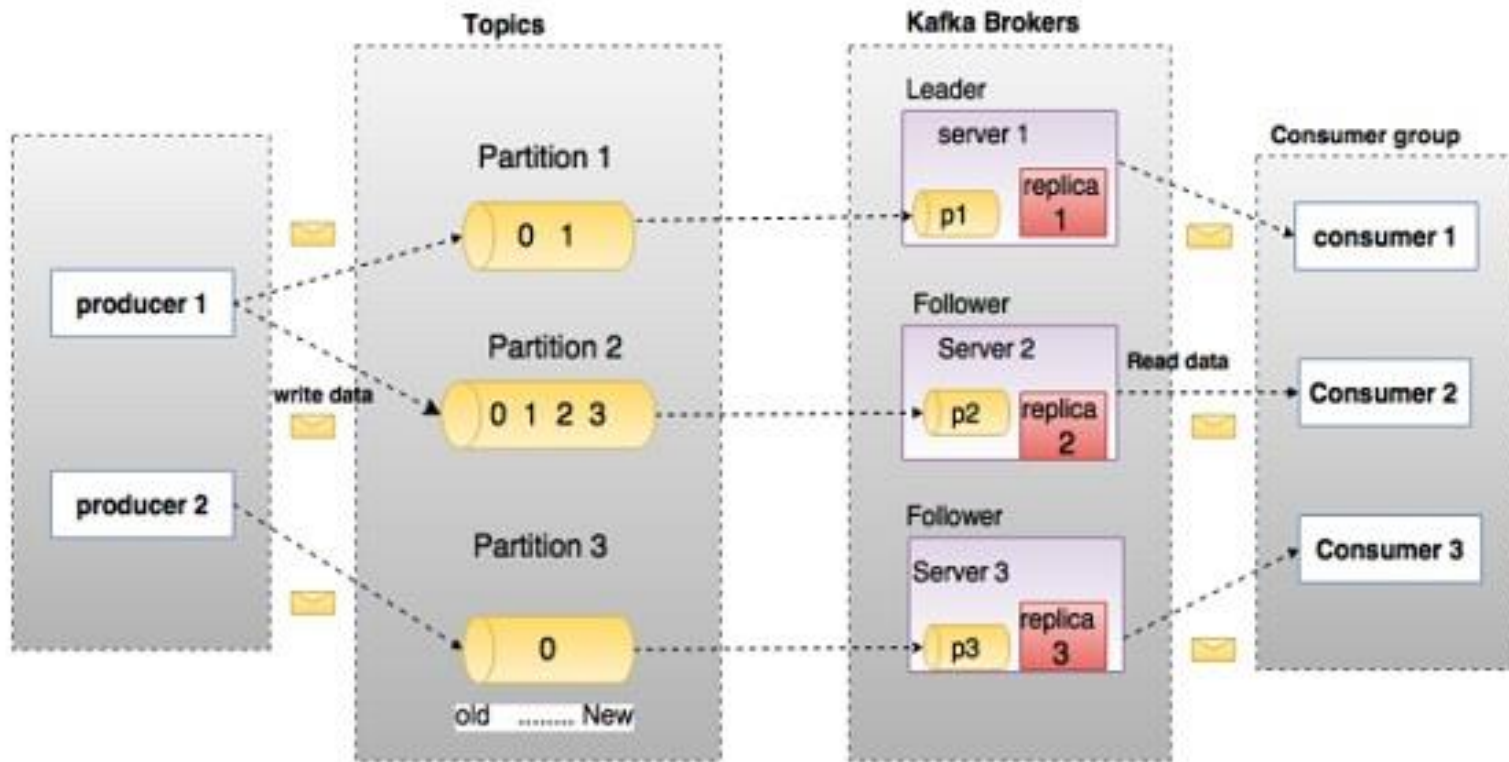 Topics
Kafka Brokers
Leader
server 1
Consumer group
Partition 1
replica
0 1
p1
1
consumer 1
producer 1
Follower
Partition 2
Server 2
Read data
write data
0 1 2 3
p2
replica
2
Consumer 2
producer 2
Follower
Partition 3
Server 3
Consumer 3
0
p3
replica
3
old ........ New